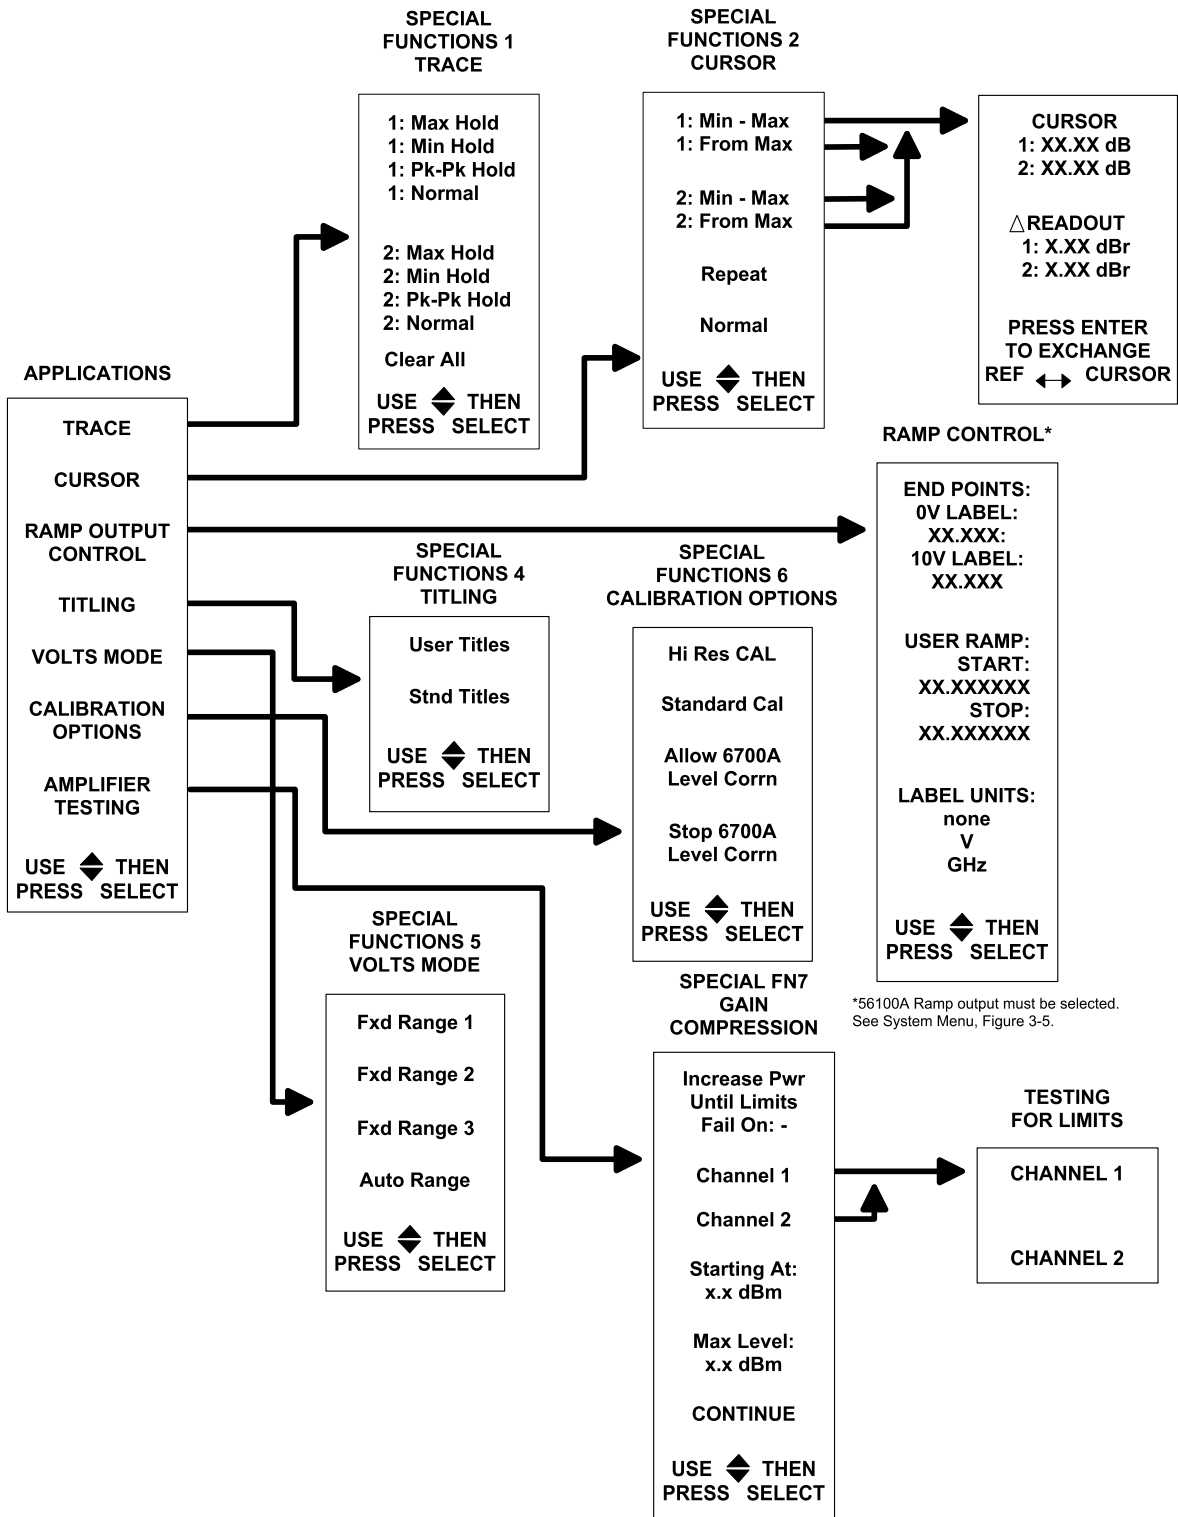 SPECIAL
FUNCTIONS 1
TRACE
1: Max Hold
1: Min Hold
1: Pk-Pk Hold
1: Normal
2: Max Hold
2: Min Hold
2: Pk-Pk Hold
2: Normal
Clear All
USE THEN
PRESS SELECT
SPECIAL
FUNCTIONS 2
CURSOR
1: Min - Max
1: From Max
2: Min - Max
2: From Max
Repeat
Normal
USE THEN
PRESS SELECT
CURSOR
1: XX.XX dB
2: XX.XX dB
△READOUT
1: X.XX dBr
2: X.XX dBr
PRESS ENTER
TO EXCHANGE
REF ↔ CURSOR
APPLICATIONS
TRACE
CURSOR
RAMP OUTPUT
CONTROL
TITLING
VOLTS MODE
CALIBRATION
OPTIONS
AMPLIFIER
TESTING
USE THEN
PRESS SELECT
RAMP CONTROL*
END POINTS:
0V LABEL:
XX.XXX:
10V LABEL:
XX.XXX
USER RAMP:
START:
XX.XXXXXX
STOP:
XX.XXXXXX
LABEL UNITS:
none
V
GHz
USE THEN
PRESS SELECT
*56100A Ramp output must be selected.
See System Menu, Figure 3-5.
SPECIAL
FUNCTIONS 4
TITLING
User Titles
Stnd Titles
USE THEN
PRESS SELECT
SPECIAL
FUNCTIONS 6
CALIBRATION OPTIONS
Hi Res CAL
Standard Cal
Allow 6700A
Level Corrn
Stop 6700A
Level Corrn
USE THEN
PRESS SELECT
SPECIAL
FUNCTIONS 5
VOLTS MODE
Fxd Range 1
Fxd Range 2
Fxd Range 3
Auto Range
USE THEN
PRESS SELECT
SPECIAL FN7
GAIN
COMPRESSION
Increase Pwr
Until Limits
Fail On: -
Channel 1
Channel 2
Starting At:
x.x dBm
Max Level:
x.x dBm
CONTINUE
USE THEN
PRESS SELECT
TESTING
FOR LIMITS
CHANNEL 1
CHANNEL 2